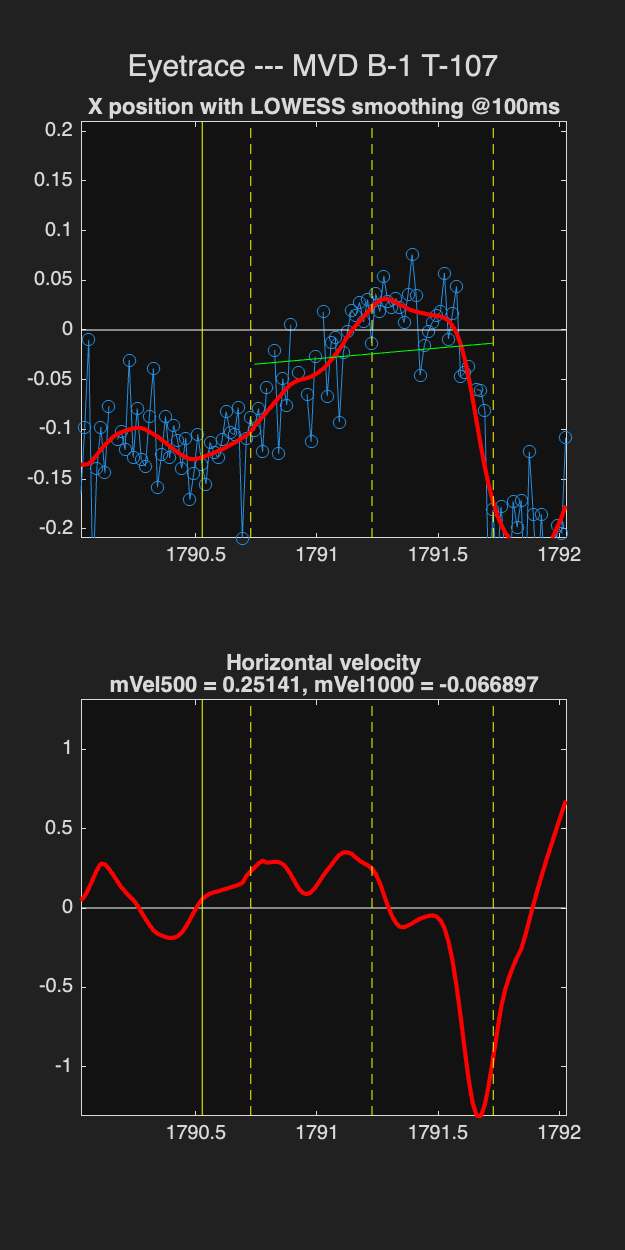 Eyetrace --- MVD B-1 T-107
X position with LOWESS smoothing @100ms
0.2
0.15
0.1
0.05
0
-0.05
-0.1
-0.15
-0.2
1790.5 1791 1791.5 1792
Horizontal velocity
mVel500 = 0.25141, mVel1000 = -0.066897
1
0.5
0
-0.5
-1
1790.5 1791 1791.5 1792